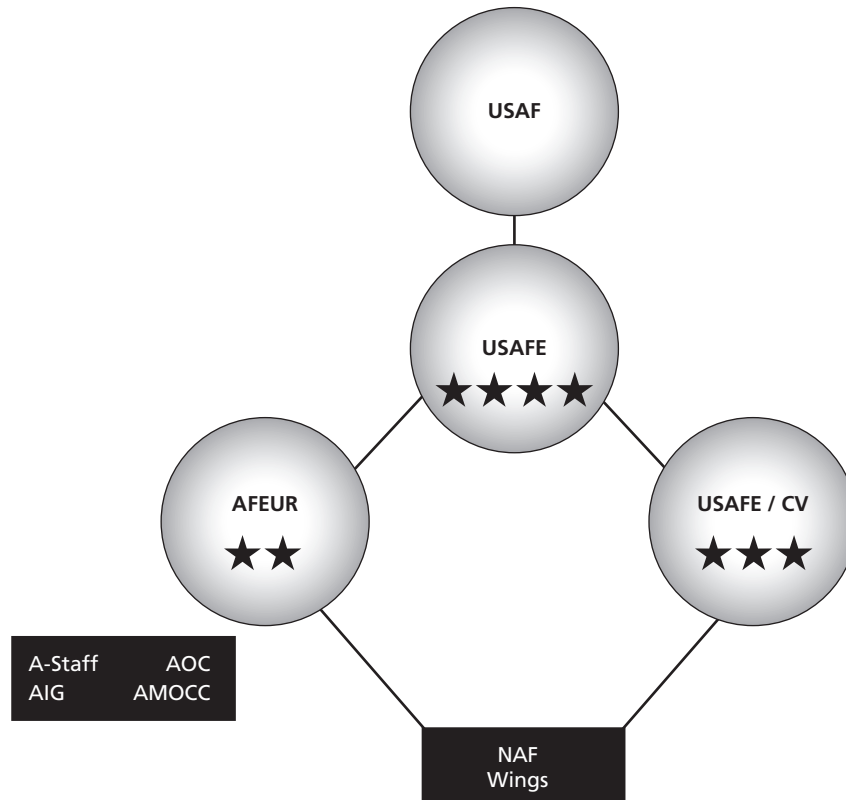 USAF
USAFE
AFEUR
USAFE / CV
A-Staff AOC
AIG AMOCC
NAF
Wings